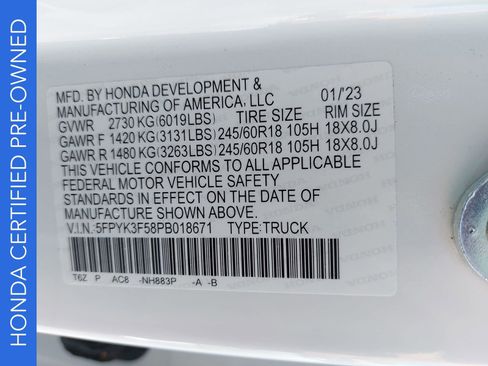 HONDA CERTIFIED PRE-OWNED
MFD. BY HONDA DEVELOPMENT &
MANUFACTURING OF AMERICA, LLC 01/'23
GVWR 2730 KG(6019LBS) TIRE SIZE RIM SIZE
GAWR F 1420 KG(3131LBS) 245/60R18 105H 18X8.0J
GAWR R 1480 KG(3263LBS) 245/60R18 105H 18X8.0J
THIS VEHICLE CONFORMS TO ALL APPLICABLE
FEDERAL MOTOR VEHICLE SAFETY
STANDARDS IN EFFECT ON THE DATE OF
MANUFACTURE SHOWN ABOVE.
V.I.N:5FPYK3F58PB018671 TYPE:TRUCK
T6Z P AC8 -NH883P -A -B